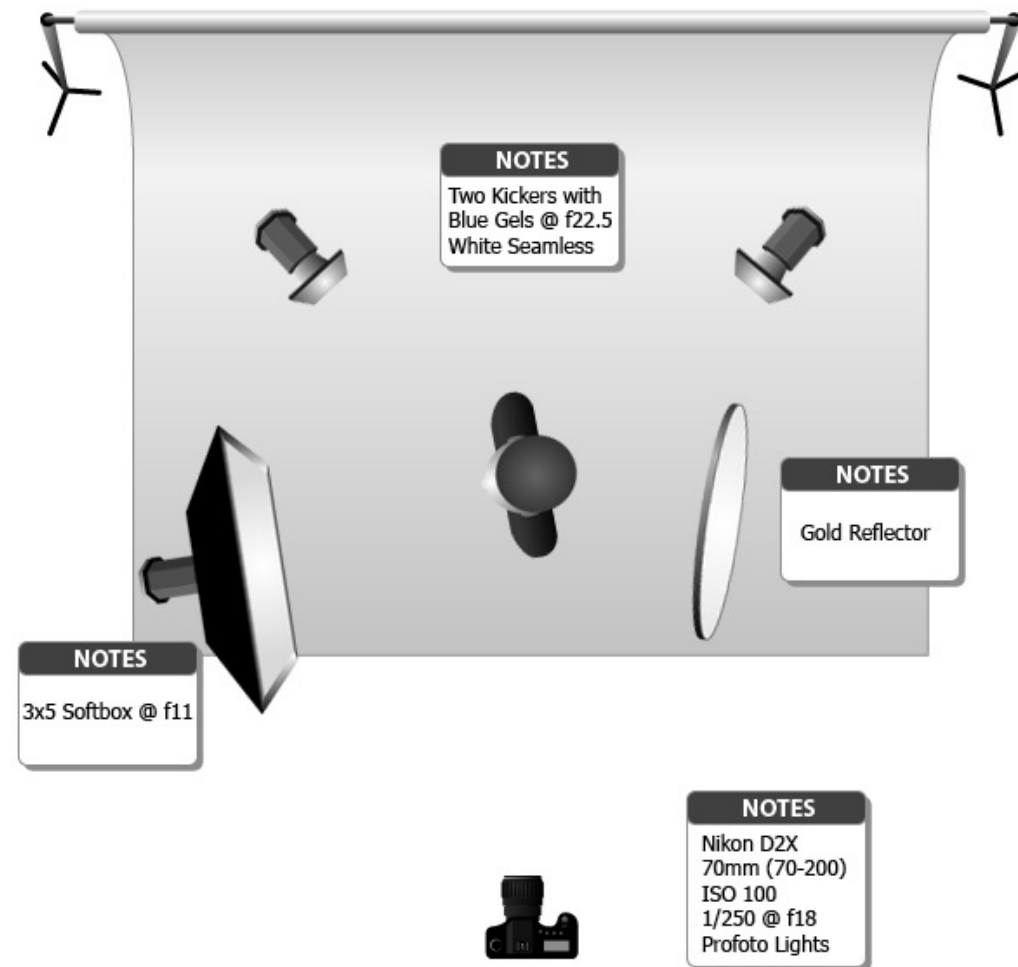 NOTES
Two Kickers with
Blue Gels @ f22.5
White Seamless
NOTES
Gold Reflector
NOTES
3x5 Softbox @ f11
NOTES
Nikon D2X
70mm (70-200)
ISO 100
1/250 @ f18
Profoto Lights